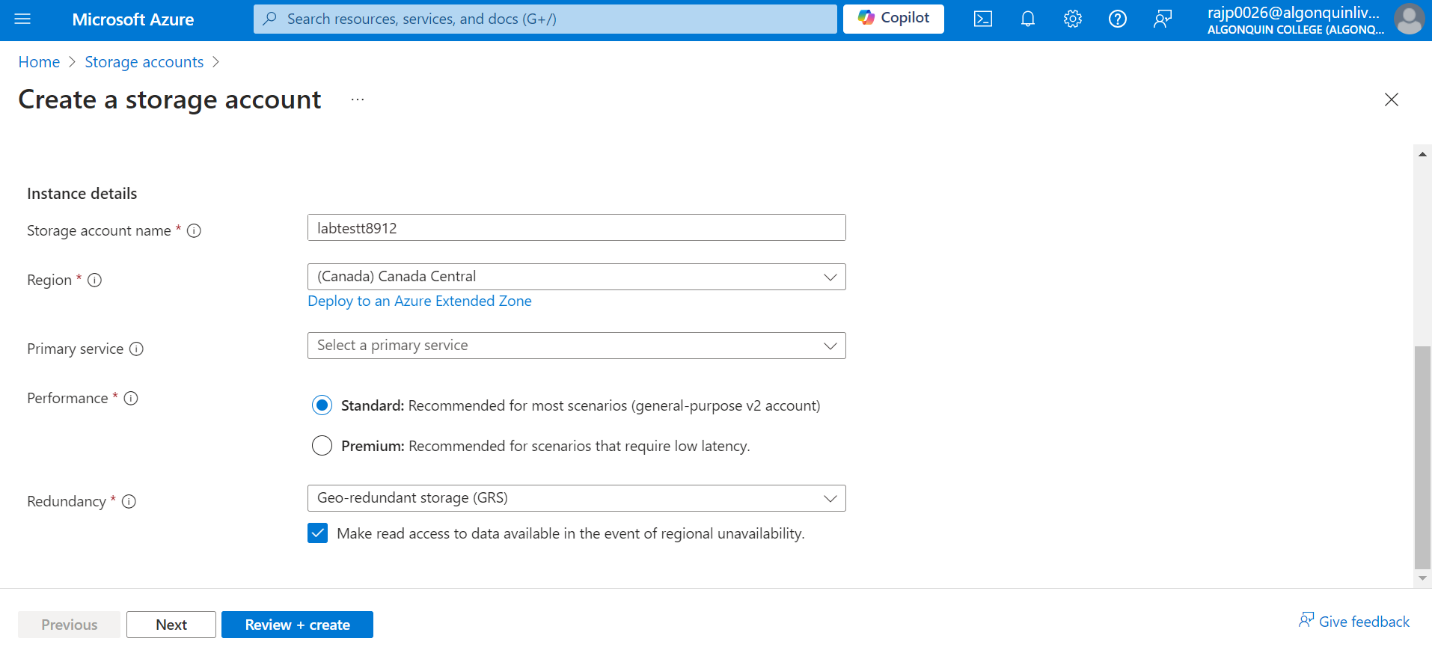 Microsoft Azure
Search resources, services, and docs (G+/)
Copilot
rajp0026@algonquinliv...
ALGONQUIN COLLEGE (ALGONQ...
Home > Storage accounts >
Create a storage account ...
Instance details
Storage account name *
labtestt8912
Region *
(Canada) Canada Central
Deploy to an Azure Extended Zone
Primary service
Select a primary service
Performance *
Standard: Recommended for most scenarios (general-purpose v2 account)
Premium: Recommended for scenarios that require low latency.
Redundancy *
Geo-redundant storage (GRS)
Make read access to data available in the event of regional unavailability.
Previous
Next
Review + create
Give feedback